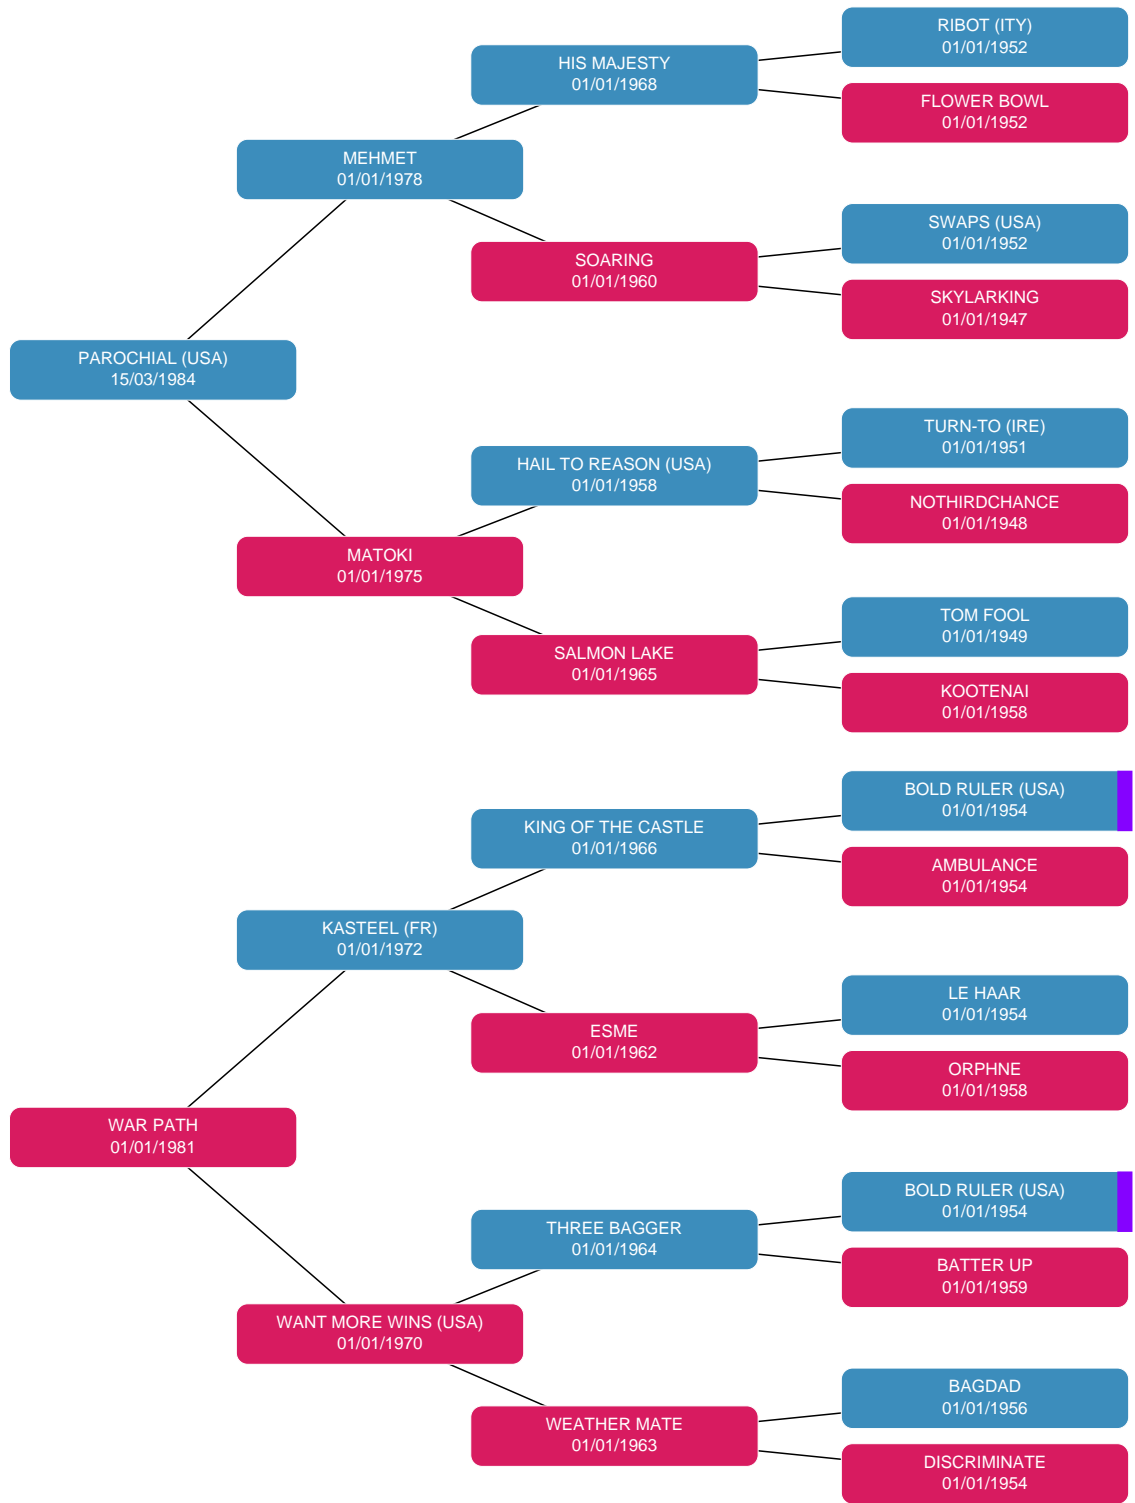 RIBOT (ITY)
01/01/1952
HIS MAJESTY
01/01/1968
FLOWER BOWL
01/01/1952
MEHMET
01/01/1978
SWAPS (USA)
01/01/1952
SOARING
01/01/1960
SKYLARKING
01/01/1947
PAROCHIAL (USA)
15/03/1984
TURN-TO (IRE)
01/01/1951
HAIL TO REASON (USA)
01/01/1958
NOTHIRDCHANCE
01/01/1948
MATOKI
01/01/1975
TOM FOOL
01/01/1949
SALMON LAKE
01/01/1965
KOOTENAI
01/01/1958
BOLD RULER (USA)
01/01/1954
KING OF THE CASTLE
01/01/1966
AMBULANCE
01/01/1954
KASTEEL (FR)
01/01/1972
LE HAAR
01/01/1954
ESME
01/01/1962
ORPHNE
01/01/1958
WAR PATH
01/01/1981
BOLD RULER (USA)
01/01/1954
THREE BAGGER
01/01/1964
BATTER UP
01/01/1959
WANT MORE WINS (USA)
01/01/1970
BAGDAD
01/01/1956
WEATHER MATE
01/01/1963
DISCRIMINATE
01/01/1954